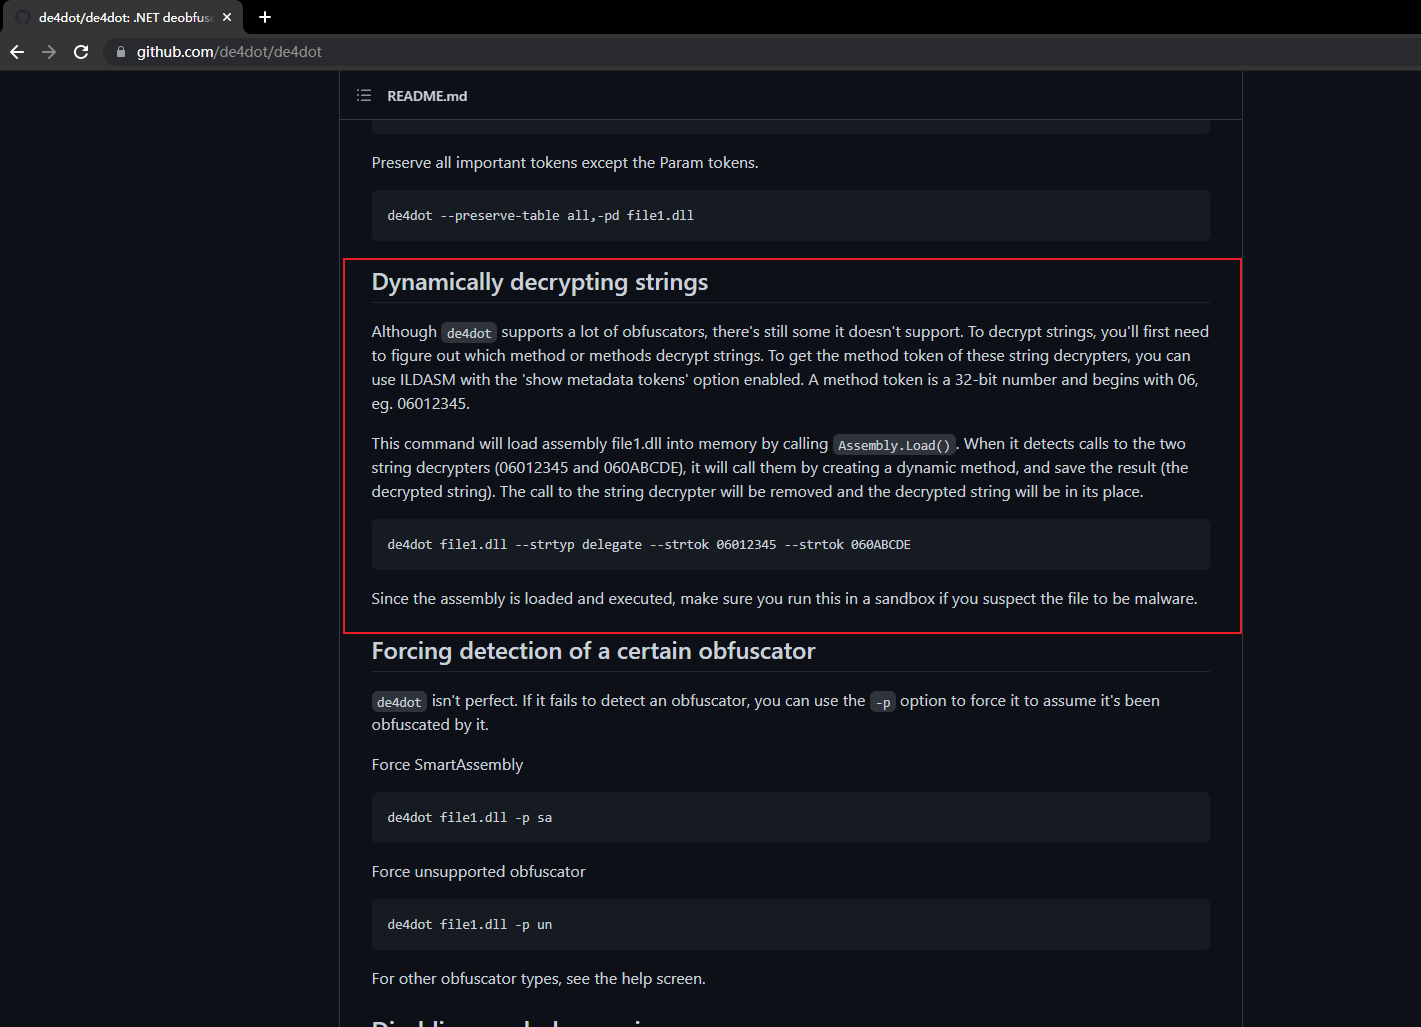 de4dot/de4dot: .NET deobfusc
github.com/de4dot/de4dot
README.md
Preserve all important tokens except the Param tokens.
de4dot --preserve-table all,-pd file1.dll
Dynamically decrypting strings
Although de4dot supports a lot of obfuscators, there's still some it doesn't support. To decrypt strings, you'll first need
to figure out which method or methods decrypt strings. To get the method token of these string decrypters, you can
use ILDASM with the 'show metadata tokens' option enabled. A method token is a 32-bit number and begins with 06,
eg. 06012345.
This command will load assembly file1.dll into memory by calling Assembly.Load(). When it detects calls to the two
string decrypters (06012345 and 060ABCDE), it will call them by creating a dynamic method, and save the result (the
decrypted string). The call to the string decrypter will be removed and the decrypted string will be in its place.
de4dot file1.dll --strtyp delegate --strtok 06012345 --strtok 060ABCDE
Since the assembly is loaded and executed, make sure you run this in a sandbox if you suspect the file to be malware.
Forcing detection of a certain obfuscator
de4dot isn't perfect. If it fails to detect an obfuscator, you can use the -p option to force it to assume it's been
obfuscated by it.
Force SmartAssembly
de4dot file1.dll -p sa
Force unsupported obfuscator
de4dot file1.dll -p un
For other obfuscator types, see the help screen.